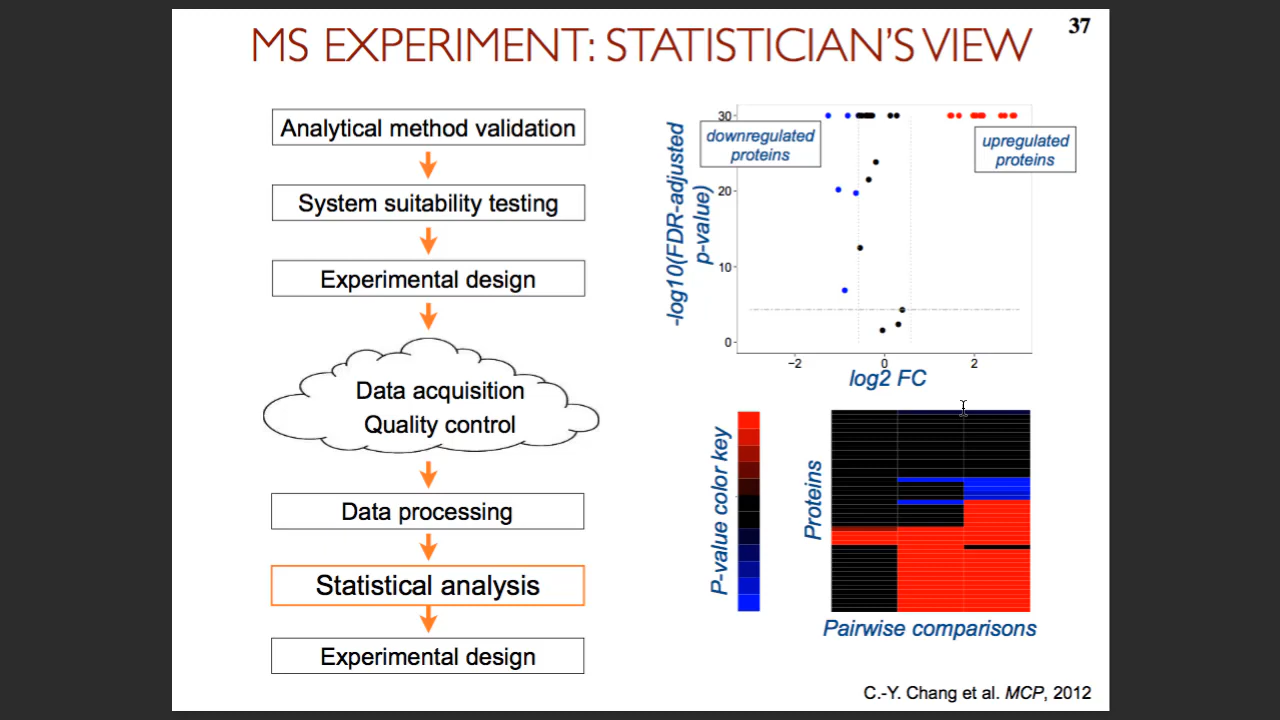 37
MS EXPERIMENT: STATISTICIAN'S VIEW
Analytical method validation
System suitability testing
Experimental design
Data acquisition
Quality control
Data processing
Statistical analysis
Experimental design
-log10(FDR-adjusted
p-value)
30
20
10
0
downregulated
proteins
upregulated
proteins
−2
0
2
log2 FC
P-value color key
Proteins
Pairwise comparisons
C.-Y. Chang et al. MCP, 2012